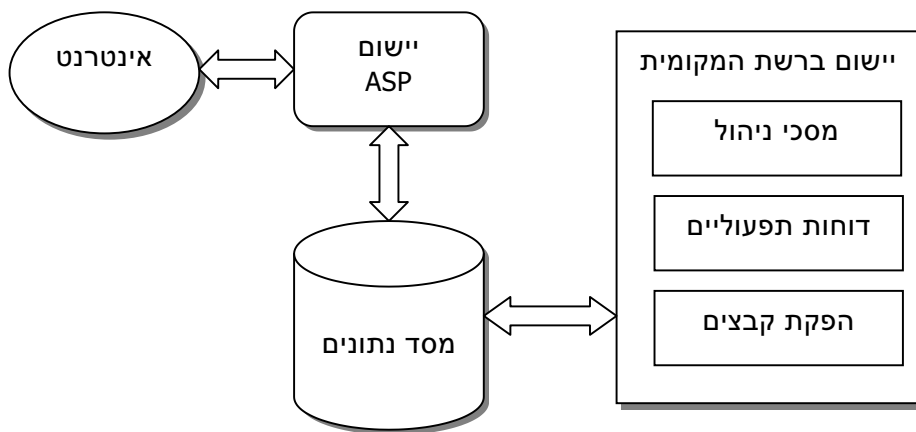 אינטרנט
יישום
ASP
יישום ברשת המקומית
מסכי ניהול
דוחות תפעוליים
הפקת קבצים
מסד נתונים